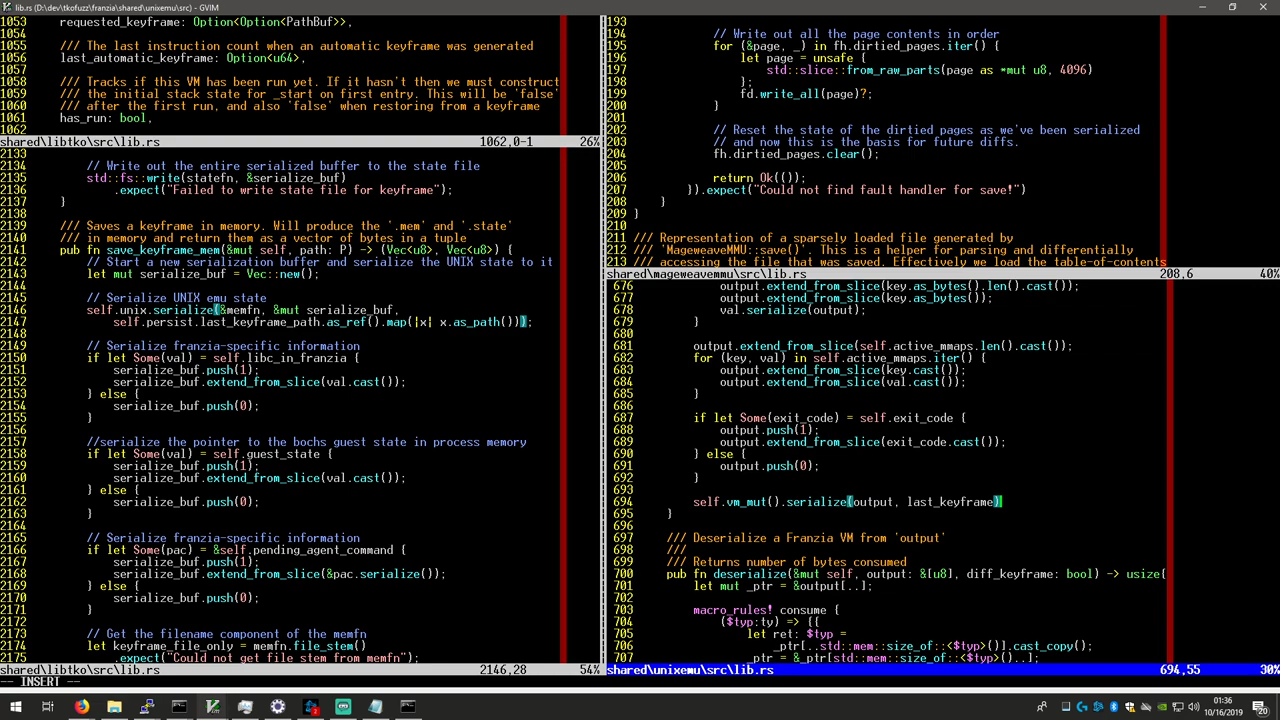 lib.rs (D:\dev\tkofuzz\franzia\shared\unixemu\src) - GVIM
1053     requested_keyframe: Option<Option<PathBuf>>,
1054
1055     /// The last instruction count when an automatic keyframe was generated
1056     last_automatic_keyframe: Option<u64>,
1057
1058     /// Tracks if this VM has been run yet. If it hasn't then we must construct
1059     /// the initial stack state for _start on first entry. This will be 'false'
1060     /// after the first run, and also 'false' when restoring from a keyframe
1061     has_run: bool,
1062
shared\libtko\src\lib.rs 1062,0-1 26%
2133
2134         // Write out the entire serialized buffer to the state file
2135         std::fs::write(statefn, &serialize_buf)
2136             .expect("Failed to write state file for keyframe");
2137     }
2138
2139     /// Saves a keyframe in memory. Will produce the '.mem' and '.state'
2140     /// in memory and return them as a vector of bytes in a tuple
2141     pub fn save_keyframe_mem(&mut self, path: P) -> (Vec<u8>, Vec<u8>) {
2142         // Start a new serialization buffer and serialize the UNIX state to it
2143         let mut serialize_buf = Vec::new();
2144
2145         // Serialize UNIX emu state
2146         self.unix.serialize(&memfn, &mut serialize_buf,
2147             self.persist.last_keyframe_path.as_ref().map(|x| x.as_path()));
2148
2149         // Serialize franzia-specific information
2150         if let Some(val) = self.libc_in_franzia {
2151             serialize_buf.push(1);
2152             serialize_buf.extend_from_slice(val.cast());
2153         } else {
2154             serialize_buf.push(0);
2155         }
2156
2157         //serialize the pointer to the bochs guest state in process memory
2158         if let Some(val) = self.guest_state {
2159             serialize_buf.push(1);
2160             serialize_buf.extend_from_slice(val.cast());
2161         } else {
2162             serialize_buf.push(0);
2163         }
2164
2165         // Serialize franzia-specific information
2166         if let Some(pac) = &self.pending_agent_command {
2167             serialize_buf.push(1);
2168             serialize_buf.extend_from_slice(&pac.serialize());
2169         } else {
2170             serialize_buf.push(0);
2171         }
2172
2173         // Get the filename component of the memfn
2174         let keyframe_file_only = memfn.file_stem()
2175             .expect("Could not get file stem from memfn");
shared\libtko\src\lib.rs 2146,28 54%
-- INSERT --
193
194             // Write out all the page contents in order
195             for (&page, _) in fh.dirtied_pages.iter() {
196                 let page = unsafe {
197                     std::slice::from_raw_parts(page as *mut u8, 4096)
198                 };
199                 fd.write_all(page)?;
200             }
201
202             // Reset the state of the dirtied pages as we've been serialized
203             // and now this is the basis for future diffs.
204             fh.dirtied_pages.clear();
205
206             return Ok(());
207         }).expect("Could not find fault handler for save!")
208     }
209 }
210
211 /// Representation of a sparsely loaded file generated by
212 /// `MageweaveMMU::save()`. This is a helper for parsing and differentially
213 /// accessing the file that was saved. Effectively we load the table-of-contents
shared\mageweavemmu\src\lib.rs 208,6 40%
676             output.extend_from_slice(key.as_bytes().len().cast());
677             output.extend_from_slice(key.as_bytes());
678             val.serialize(output);
679         }
680
681         output.extend_from_slice(self.active_mmaps.len().cast());
682         for (key, val) in self.active_mmaps.iter() {
683             output.extend_from_slice(key.cast());
684             output.extend_from_slice(val.cast());
685         }
686
687         if let Some(exit_code) = self.exit_code {
688             output.push(1);
689             output.extend_from_slice(exit_code.cast());
690         } else {
691             output.push(0);
692         }
693
694         self.vm_mut().serialize(output, last_keyframe)
695     }
696
697     /// Deserialize a Franzia VM from `output`
698     ///
699     /// Returns number of bytes consumed
700     pub fn deserialize(&mut self, output: &[u8], diff_keyframe: bool) -> usize{
701         let mut _ptr = &output[..];
702
703         macro_rules! consume {
704             ($typ:ty) => {{
705                 let ret: $typ =
706                     _ptr[..std::mem::size_of::<$typ>()].cast_copy();
707                 _ptr = &_ptr[std::mem::size_of::<$typ>()..];
shared\unixemu\src\lib.rs 694,55 30%
01:36
10/16/2019
20